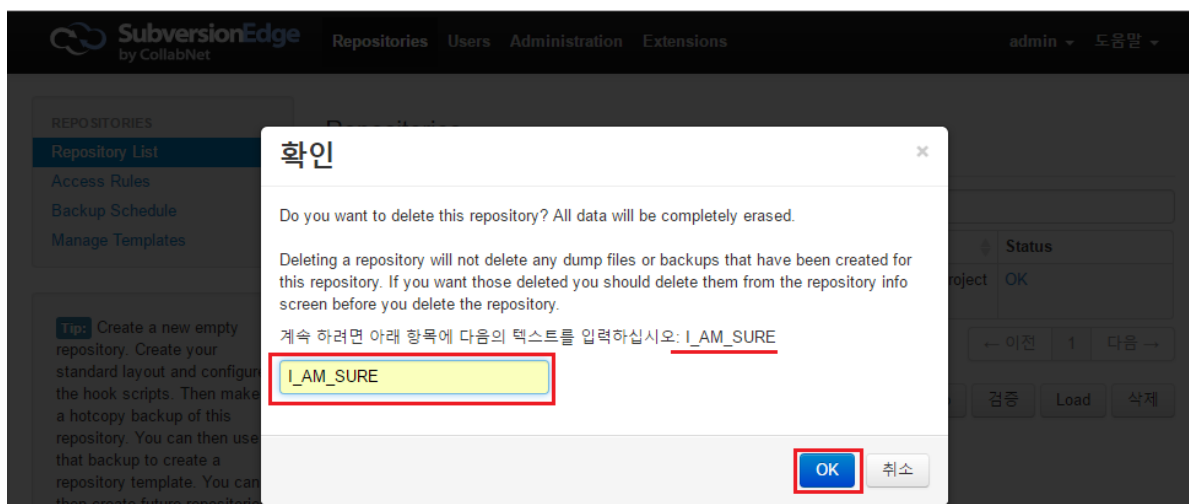 SubversionEdge
by CollabNet
Repositories Users Administration Extensions
admin 도움말
REPOSITORIES
Repository List
Access Rules
Backup Schedule
Manage Templates
Tip: Create a new empty
repository. Create your
standard layout and configure
the hook scripts. Then make
a hotcopy backup of this
repository. You can then use
that backup to create a
repository template. You can
then create future repositories
Repositories
확인
×
Do you want to delete this repository? All data will be completely erased.
Deleting a repository will not delete any dump files or backups that have been created for
this repository. If you want those deleted you should delete them from the repository info
screen before you delete the repository.
계속 하려면 아래 항목에 다음의 텍스트를 입력하십시오: I_AM_SURE
I_AM_SURE
OK 취소
Status
roject OK
← 이전 1 다음 →
검증 Load 삭제